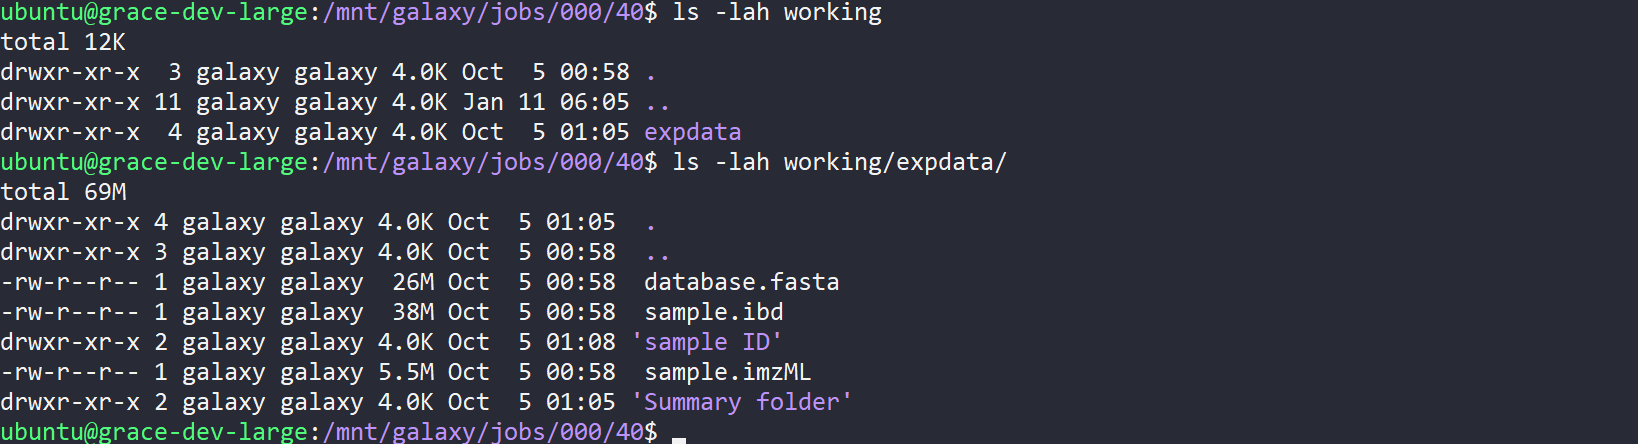 ubuntu@grace-dev-large:/mnt/galaxy/jobs/000/40$ ls -lah working
total 12K
drwxr-xr-x  3 galaxy galaxy 4.0K Oct  5 00:58 .
drwxr-xr-x 11 galaxy galaxy 4.0K Jan 11 06:05 ..
drwxr-xr-x  4 galaxy galaxy 4.0K Oct  5 01:05 expdata
ubuntu@grace-dev-large:/mnt/galaxy/jobs/000/40$ ls -lah working/expdata/
total 69M
drwxr-xr-x 4 galaxy galaxy 4.0K Oct  5 01:05  .
drwxr-xr-x 3 galaxy galaxy 4.0K Oct  5 00:58  ..
-rw-r--r-- 1 galaxy galaxy  26M Oct  5 00:58  database.fasta
-rw-r--r-- 1 galaxy galaxy  38M Oct  5 00:58  sample.ibd
drwxr-xr-x 2 galaxy galaxy 4.0K Oct  5 01:08 'sample ID'
-rw-r--r-- 1 galaxy galaxy 5.5M Oct  5 00:58  sample.imzML
drwxr-xr-x 2 galaxy galaxy 4.0K Oct  5 01:05 'Summary folder'
ubuntu@grace-dev-large:/mnt/galaxy/jobs/000/40$